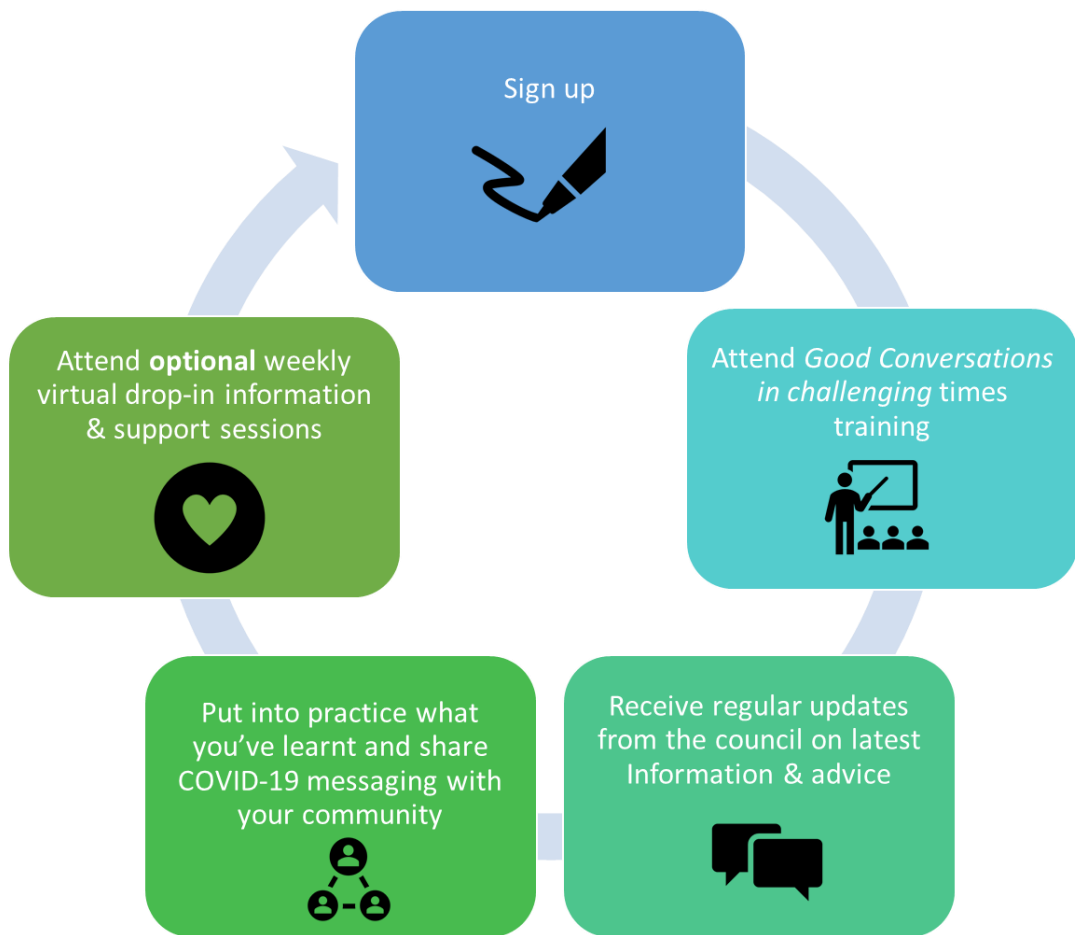 Sign up
Attend Good Conversations
in challenging times
training
Receive regular updates
from the council on latest
Information & advice
Put into practice what
you've learnt and share
COVID-19 messaging with
your community
Attend optional weekly
virtual drop-in information
& support sessions